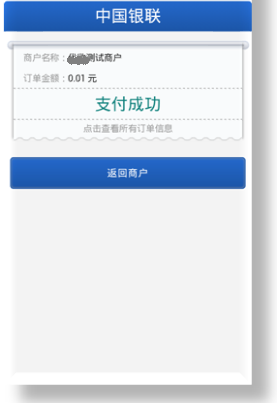 中国银联
商户名称：测试商户
订单金额：0.01 元
支付成功
点击查看所有订单信息
返回商户